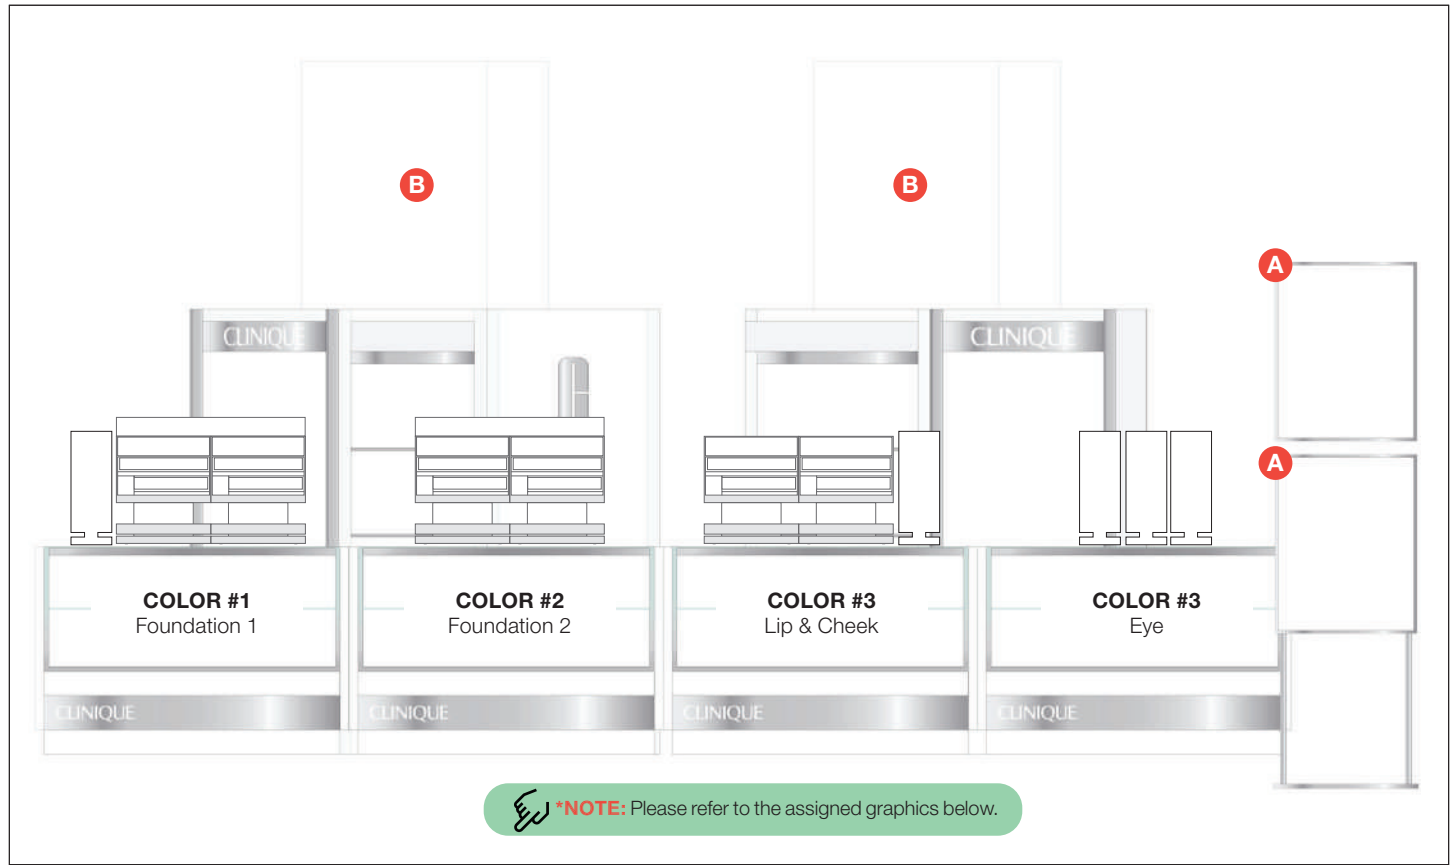 B
B
A
CLINIQUE
CLINIQUE
A
COLOR #1
Foundation 1
COLOR #2
Foundation 2
COLOR #3
Lip & Cheek
COLOR #3
Eye
CLINIQUE
CLINIQUE
CLINIQUE
CLINIQUE
*NOTE: Please refer to the assigned graphics below.